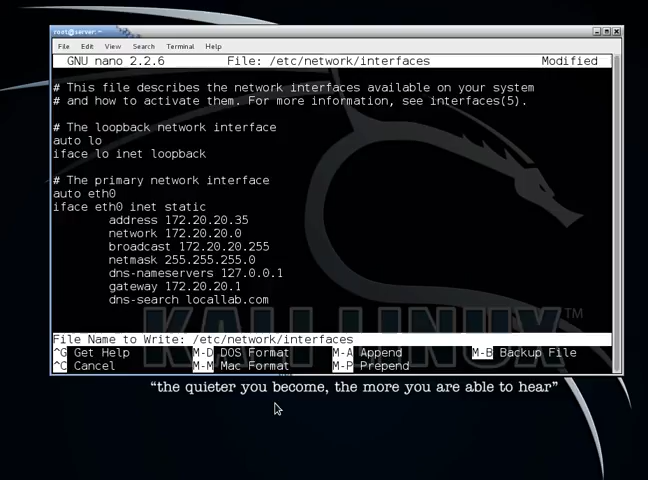 root@server: ~
File Edit View Search Terminal Help
GNU nano 2.2.6 File: /etc/network/interfaces Modified
# This file describes the network interfaces available on your system
# and how to activate them. For more information, see interfaces(5).
# The loopback network interface
auto lo
iface lo inet loopback
# The primary network interface
auto eth0
iface eth0 inet static
address 172.20.20.35
network 172.20.20.0
broadcast 172.20.20.255
netmask 255.255.255.0
dns-nameservers 127.0.0.1
gateway 172.20.20.1
dns-search locallab.com
KALI LINUX™
File Name to Write: /etc/network/interfaces
^G Get Help M-D DOS Format M-A Append M-B Backup File
^C Cancel M-M Mac Format M-P Prepend
“the quieter you become, the more you are able to hear”